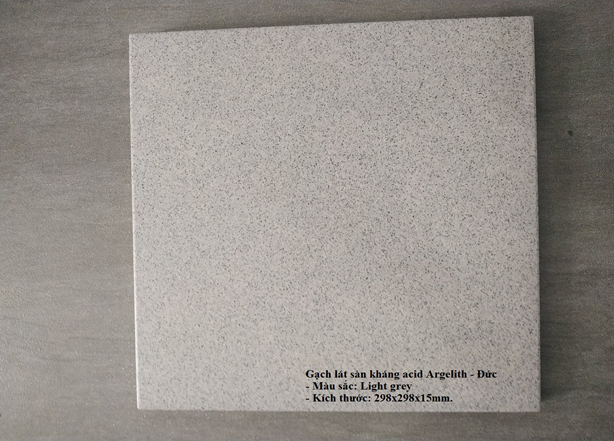 Gạch lát sàn kháng acid Argelith - Đức
- Màu sắc: Light grey
- Kích thước: 298x298x15mm.